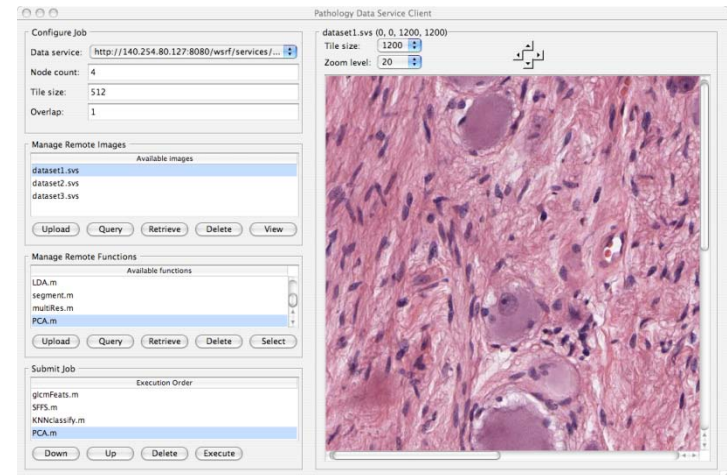 Pathology Data Service Client
Configure Job
Data service: http://140.254.80.127:8080/wsrf/services/...
Node count: 4
Tile size: 512
Overlap: 1
Manage Remote Images
Available images
dataset1.svs
dataset2.svs
dataset3.svs
Upload Query Retrieve Delete View
Manage Remote Functions
Available functions
LDA.m
segment.m
multiRes.m
PCA.m
Upload Query Retrieve Delete Select
Submit Job
Execution Order
glcmFeats.m
SFFS.m
KNNclassify.m
PCA.m
Down Up Delete Execute
dataset1.svs (0, 0, 1200, 1200)
Tile size: 1200
Zoom level: 20